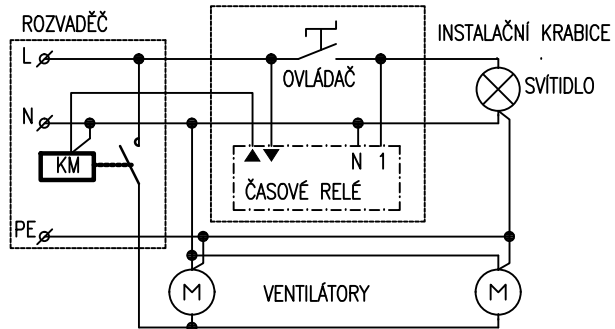 ROZVADĚČ
L
INSTALAČNÍ KRABICE
OVLÁDAČ
SVÍTIDLO
N
KM
N 1
ČASOVÉ RELÉ
PE
M
VENTILÁTORY
M